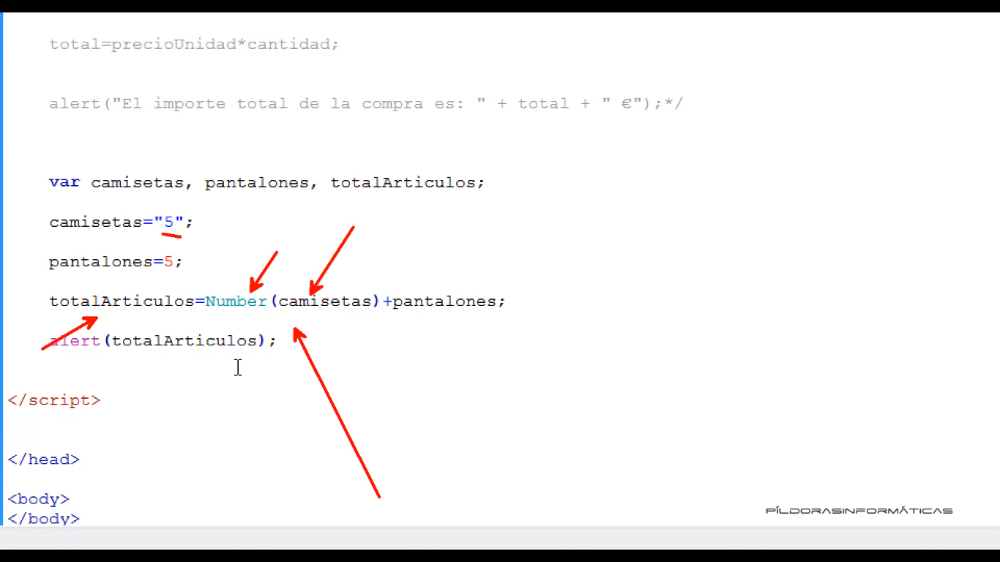 total=precioUnidad*cantidad;
alert("El importe total de la compra es: " + total + " €");*/
var camisetas, pantalones, totalArticulos;
camisetas="5";
pantalones=5;
totalArticulos=Number(camisetas)+pantalones;
alert(totalArticulos);
</script>
</head>
<body>
</body>
PÍLDORASINFORMÁTICAS